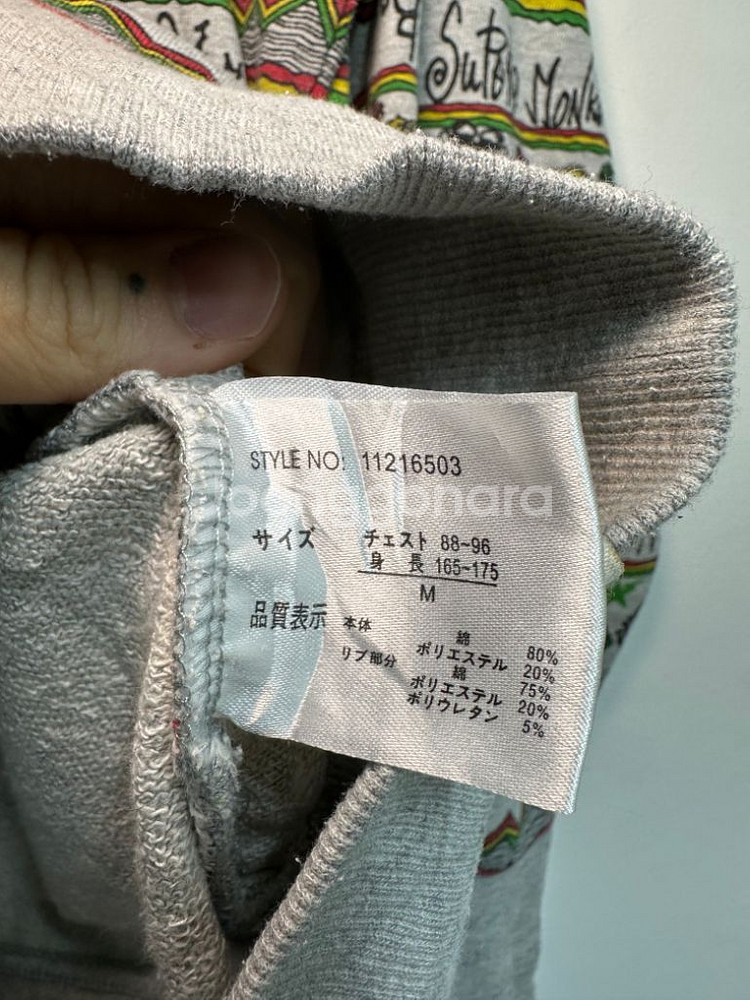 Monk
STYLE NO: 11216503
サイズ チェスト 88~96
身長 165~175
M
品質表示 本体 綿 80%
ポリエステル 20%
リブ部分 綿 75%
ポリエステル 20%
ポリウレタン 5%